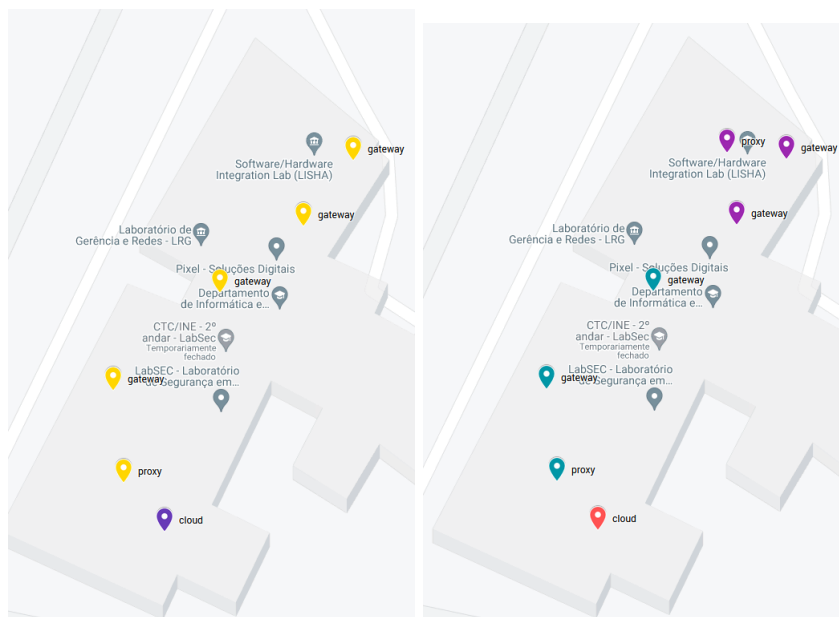 gateway
Software/Hardware
Integration Lab (LISHA)
gateway
Laboratório de
Gerência e Redes - LRG
Pixel - Soluções Digitais
gateway
Departamento
de Informática e...
CTC/INE - 2º
andar - LabSec
Temporariamente
fechado
LabSEC - Laboratório
de Segurança em...
gateway
proxy
cloud
proxy
gateway
Software/Hardware
Integration Lab (LISHA)
gateway
Laboratório de
Gerência e Redes - LRG
Pixel - Soluções Digitais
gateway
Departamento
de Informática e...
CTC/INE - 2º
andar - LabSec
Temporariamente
fechado
LabSEC - Laboratório
de Segurança em...
gateway
proxy
cloud